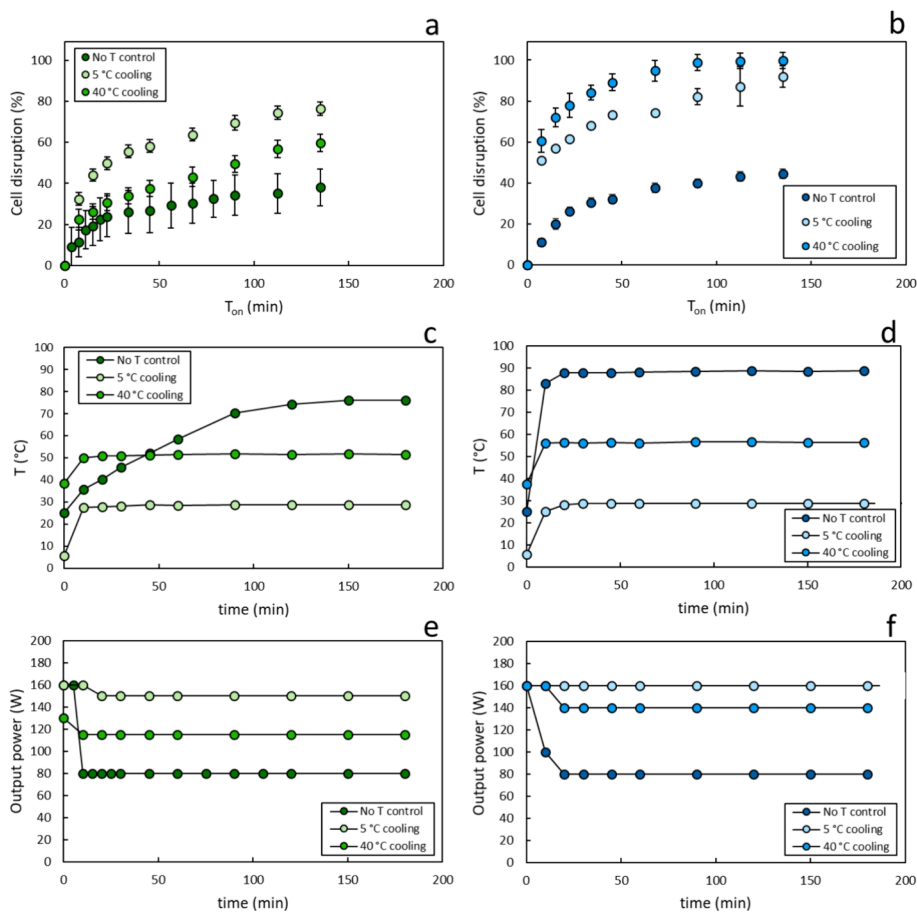 a
100
80
60
40
20
0
Cell disruption (%)
No T control
5 °C cooling
40 °C cooling
0
50
100
150
200
Ton (min)
b
100
80
60
40
20
0
Cell disruption (%)
No T control
5 °C cooling
40 °C cooling
0
50
100
150
200
Ton (min)
c
100
90
80
70
60
50
40
30
20
10
0
T (°C)
No T control
5 °C cooling
40 °C cooling
0
50
100
150
200
time (min)
d
100
90
80
70
60
50
40
30
20
10
0
T (°C)
No T control
5 °C cooling
40 °C cooling
0
50
100
150
200
time (min)
e
200
180
160
140
120
100
80
60
40
20
0
Output power (W)
No T control
5 °C cooling
40 °C cooling
0
50
100
150
200
time (min)
f
200
180
160
140
120
100
80
60
40
20
0
Output power (W)
No T control
5 °C cooling
40 °C cooling
0
50
100
150
200
time (min)